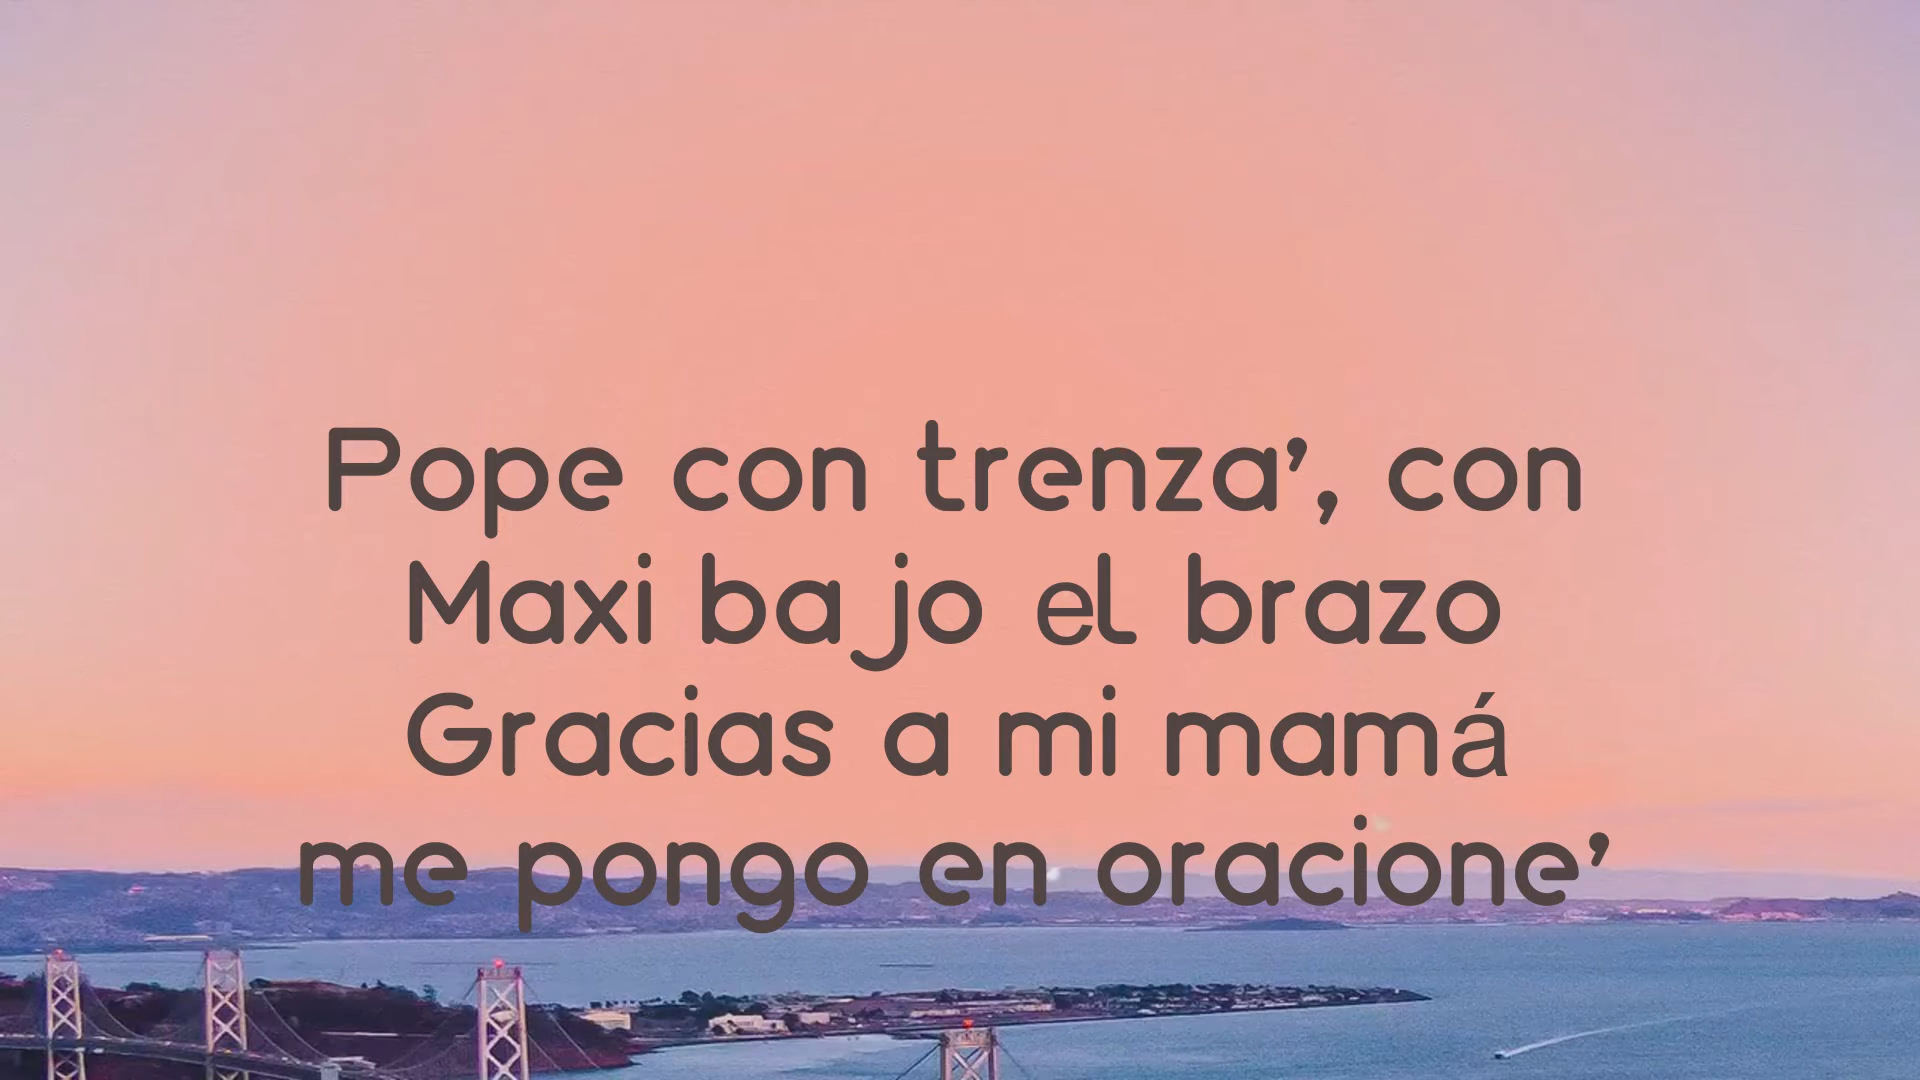 Pope con trenza', con
Maxi bajo el brazo
Gracias a mi mamá
me pongo en oracione'